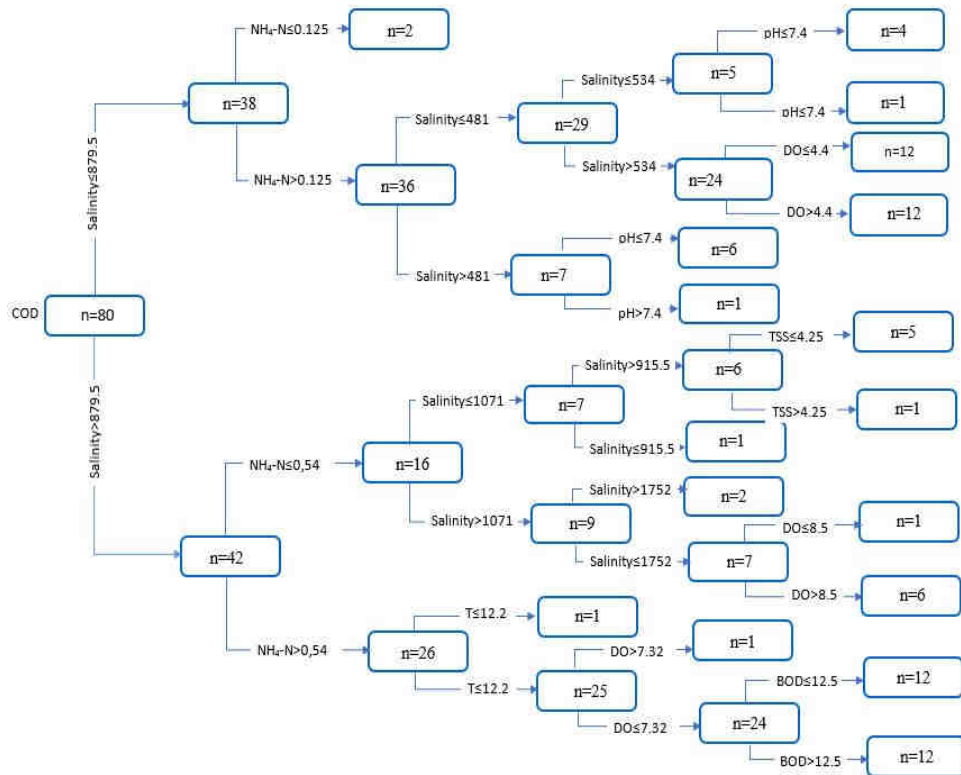 NH₄-N≤0.125
n=2
pH≤7.4
n=4
Salinity≤534
n=5
n=38
pH≤7.4
n=1
Salinity≤481
n=29
Salinity≤879.5
DO≤4.4
n=12
NH₄-N>0.125
n=36
Salinity>534
n=24
DO>4.4
n=12
pH≤7.4
n=6
Salinity>481
n=7
pH>7.4
n=1
COD
n=80
TSS≤4.25
n=5
Salinity>915.5
n=6
Salinity≤1071
n=7
TSS>4.25
n=1
Salinity>879.5
Salinity≤915.5
n=1
NH₄-N≤0,54
n=16
Salinity>1752
n=2
Salinity>1071
n=9
DO≤8.5
n=1
n=42
Salinity≤1752
n=7
DO>8.5
n=6
T≤12.2
n=1
NH₄-N>0,54
n=26
DO>7.32
n=1
T≤12.2
n=25
BOD≤12.5
n=12
DO≤7.32
n=24
BOD>12.5
n=12